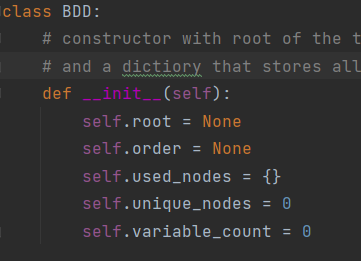 class BDD:
# constructor with root of the
# and a dictiory that stores all
def __init__(self):
self.root = None
self.order = None
self.used_nodes = {}
self.unique_nodes = 0
self.variable_count = 0